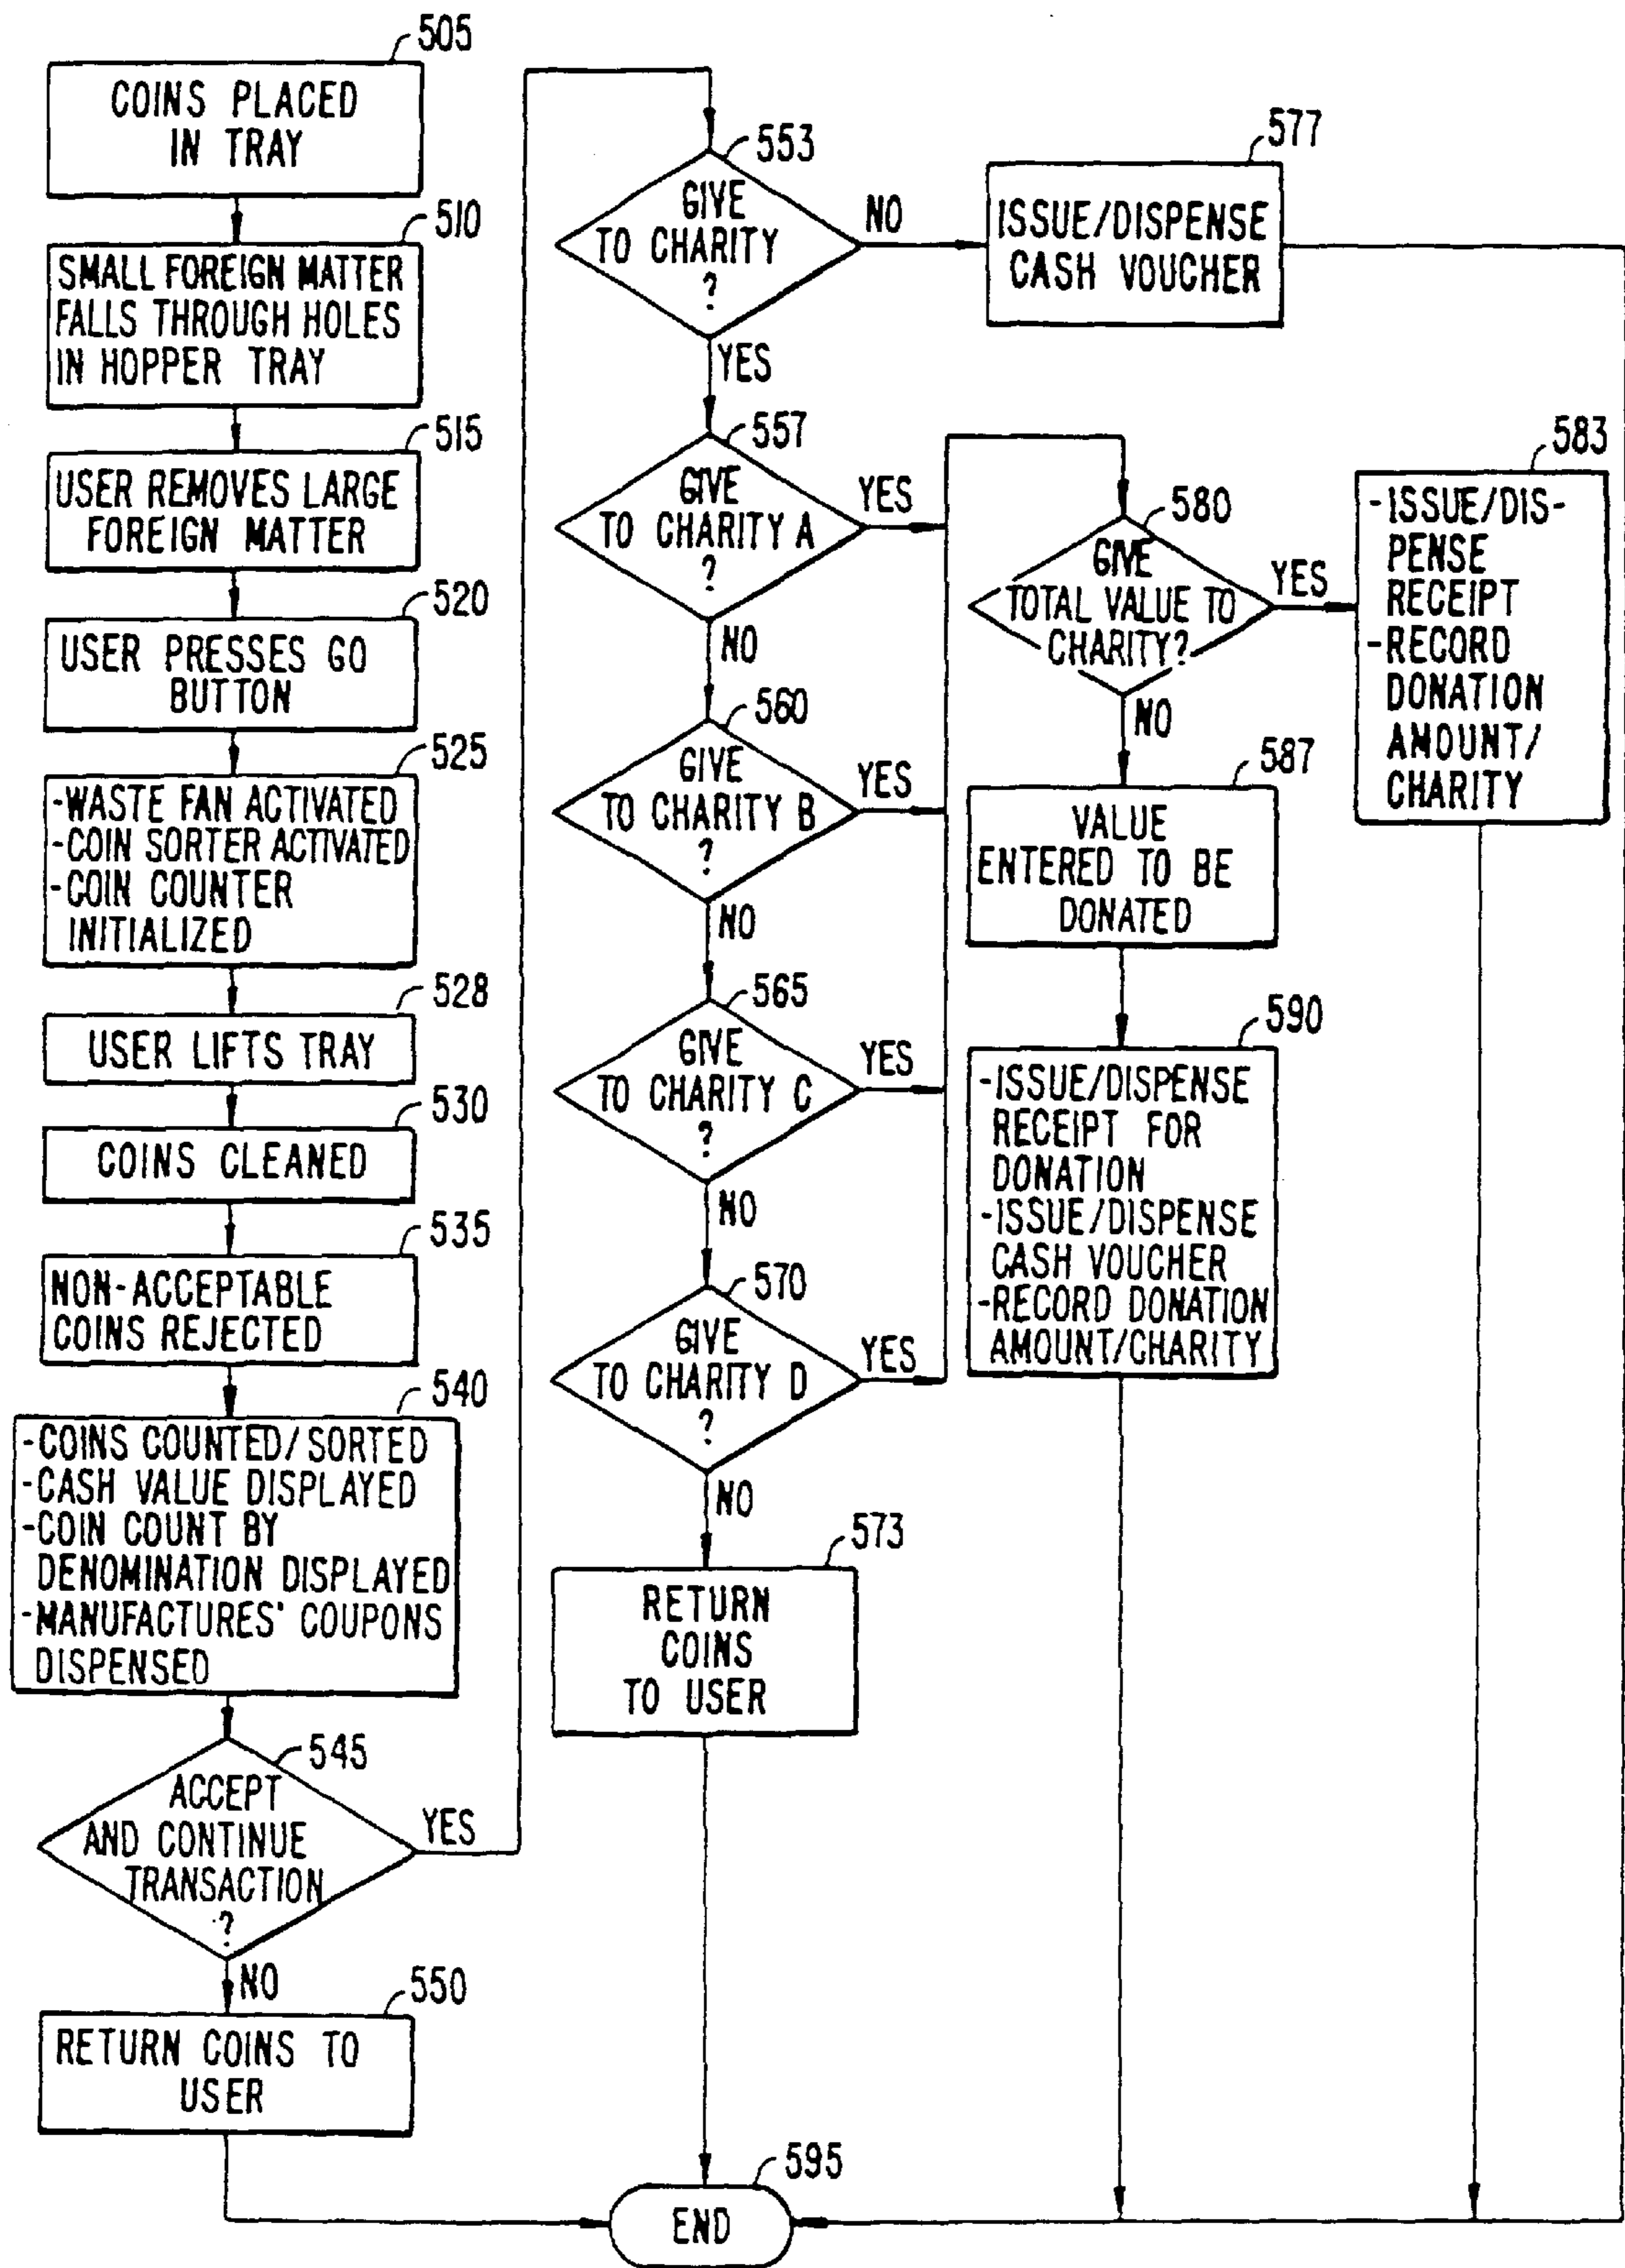 505
COINS PLACED
IN TRAY
510
SMALL FOREIGN MATTER
FALLS THROUGH HOLES
IN HOPPER TRAY
515
USER REMOVES LARGE
FOREIGN MATTER
520
USER PRESSES GO
BUTTON
525
-WASTE FAN ACTIVATED
-COIN SORTER ACTIVATED
-COIN COUNTER
INITIALIZED
528
USER LIFTS TRAY
530
COINS CLEANED
535
NON-ACCEPTABLE
COINS REJECTED
540
-COINS COUNTED/SORTED
-CASH VALUE DISPLAYED
-COIN COUNT BY
DENOMINATION DISPLAYED
-MANUFACTURES' COUPONS
DISPENSED
545
ACCEPT
AND CONTINUE
TRANSACTION
?
YES
NO
550
RETURN COINS TO
USER
553
GIVE
TO CHARITY
?
NO
YES
577
ISSUE/DISPENSE
CASH VOUCHER
557
GIVE
TO CHARITY A
?
YES
NO
560
GIVE
TO CHARITY B
?
YES
NO
565
GIVE
TO CHARITY C
?
YES
NO
570
GIVE
TO CHARITY D
?
YES
NO
573
RETURN
COINS
TO USER
580
GIVE
TOTAL VALUE TO
CHARITY?
YES
NO
583
-ISSUE/DIS-
PENSE
RECEIPT
-RECORD
DONATION
AMOUNT/
CHARITY
587
VALUE
ENTERED TO BE
DONATED
590
-ISSUE/DISPENSE
RECEIPT FOR
DONATION
-ISSUE/DISPENSE
CASH VOUCHER
-RECORD DONATION
AMOUNT/CHARITY
595
END